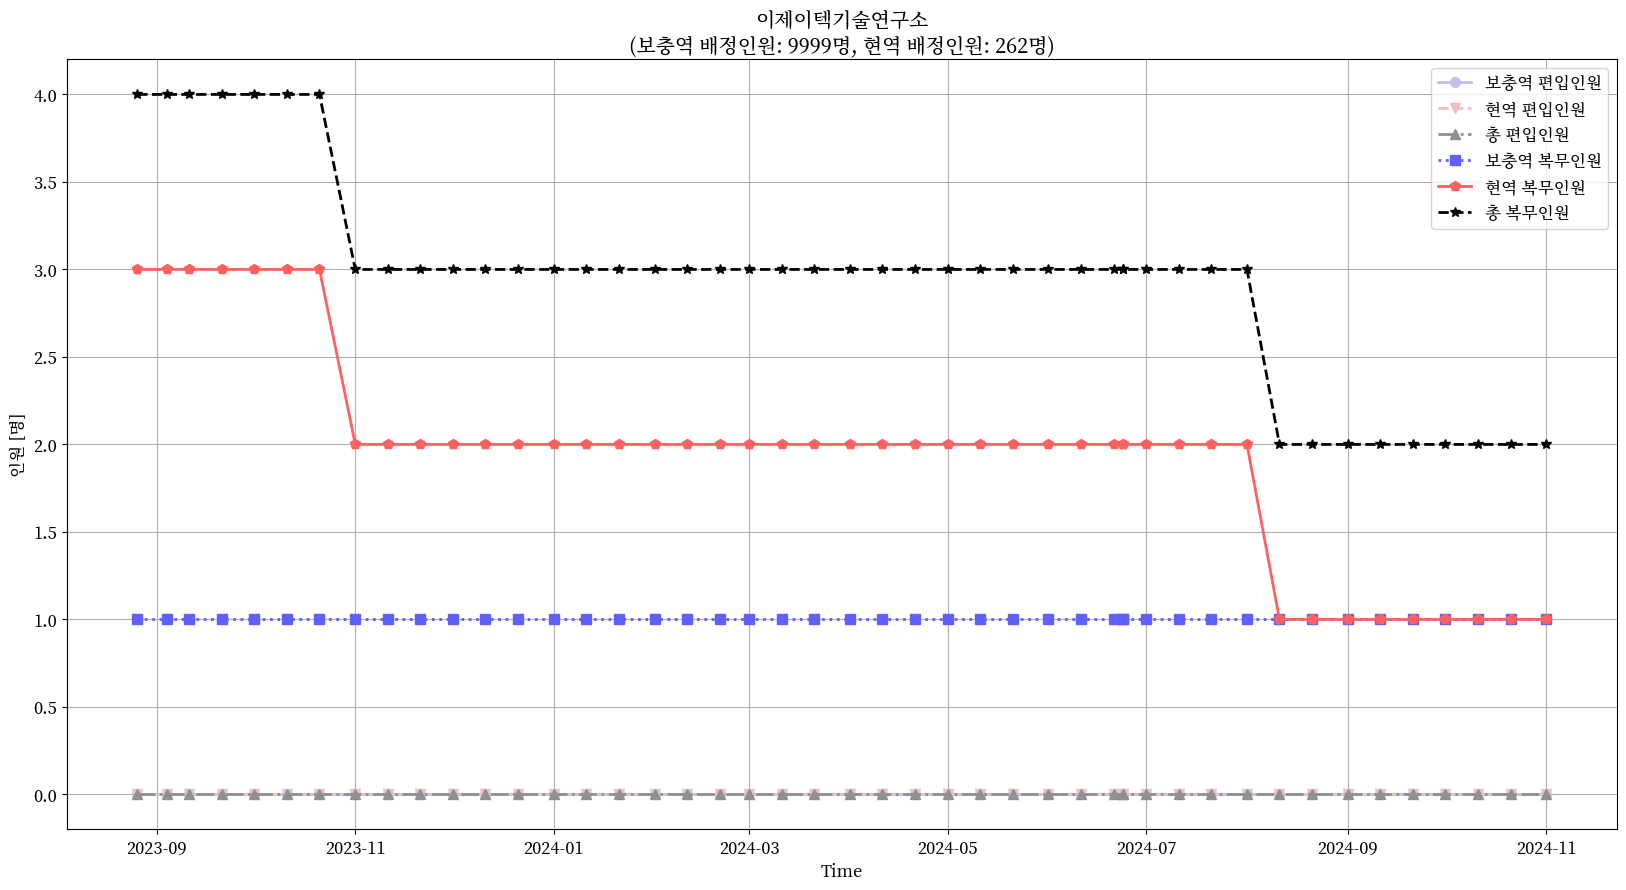 이제이텍기술연구소
(보충역 배정인원: 9999명, 현역 배정인원: 262명)
보충역 편입인원
현역 편입인원
총 편입인원
보충역 복무인원
현역 복무인원
총 복무인원
인원 [명]
4.0
3.5
3.0
2.5
2.0
1.5
1.0
0.5
0.0
2023-09 2023-11 2024-01 2024-03 2024-05 2024-07 2024-09 2024-11
Time